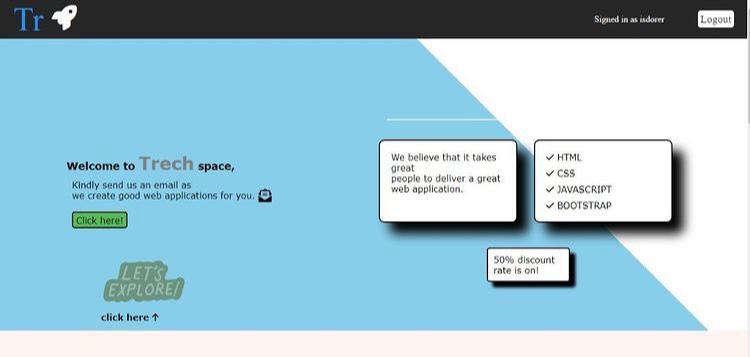 Tr
Signed in as isdorer
Logout
Welcome to Trech space,
Kindly send us an email as
we create good web applications for you.
Click here!
LET'S
EXPLORE!
click here ↑
We believe that it takes
great
people to deliver a great
web application.
✓ HTML
✓ CSS
✓ JAVASCRIPT
✓ BOOTSTRAP
50% discount
rate is on!